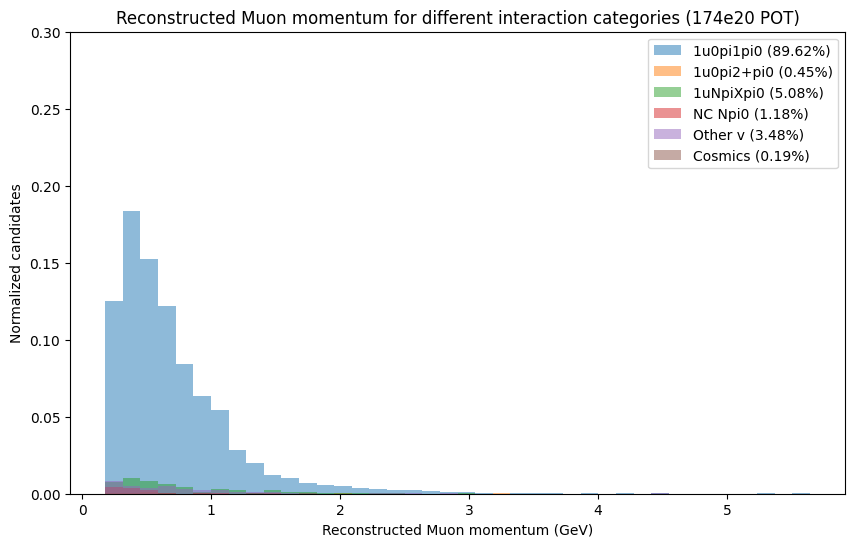 Reconstructed Muon momentum for different interaction categories (174e20 POT)
0.30
0.25
0.20
0.15
0.10
0.05
0.00
Normalized candidates
1u0pi1pi0 (89.62%)
1u0pi2+pi0 (0.45%)
1uNpiXpi0 (5.08%)
NC Npi0 (1.18%)
Other v (3.48%)
Cosmics (0.19%)
0 1 2 3 4 5
Reconstructed Muon momentum (GeV)